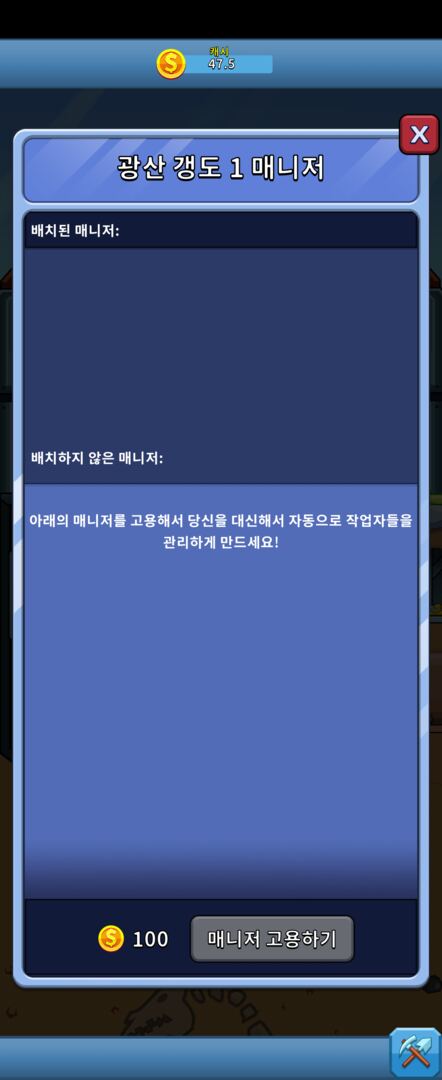 캐시
47.5
X
광산 갱도 1 매니저
배치된 매니저:
배치하지 않은 매니저:
아래의 매니저를 고용해서 당신을 대신해서 자동으로 작업자들을
관리하게 만드세요!
100 매니저 고용하기